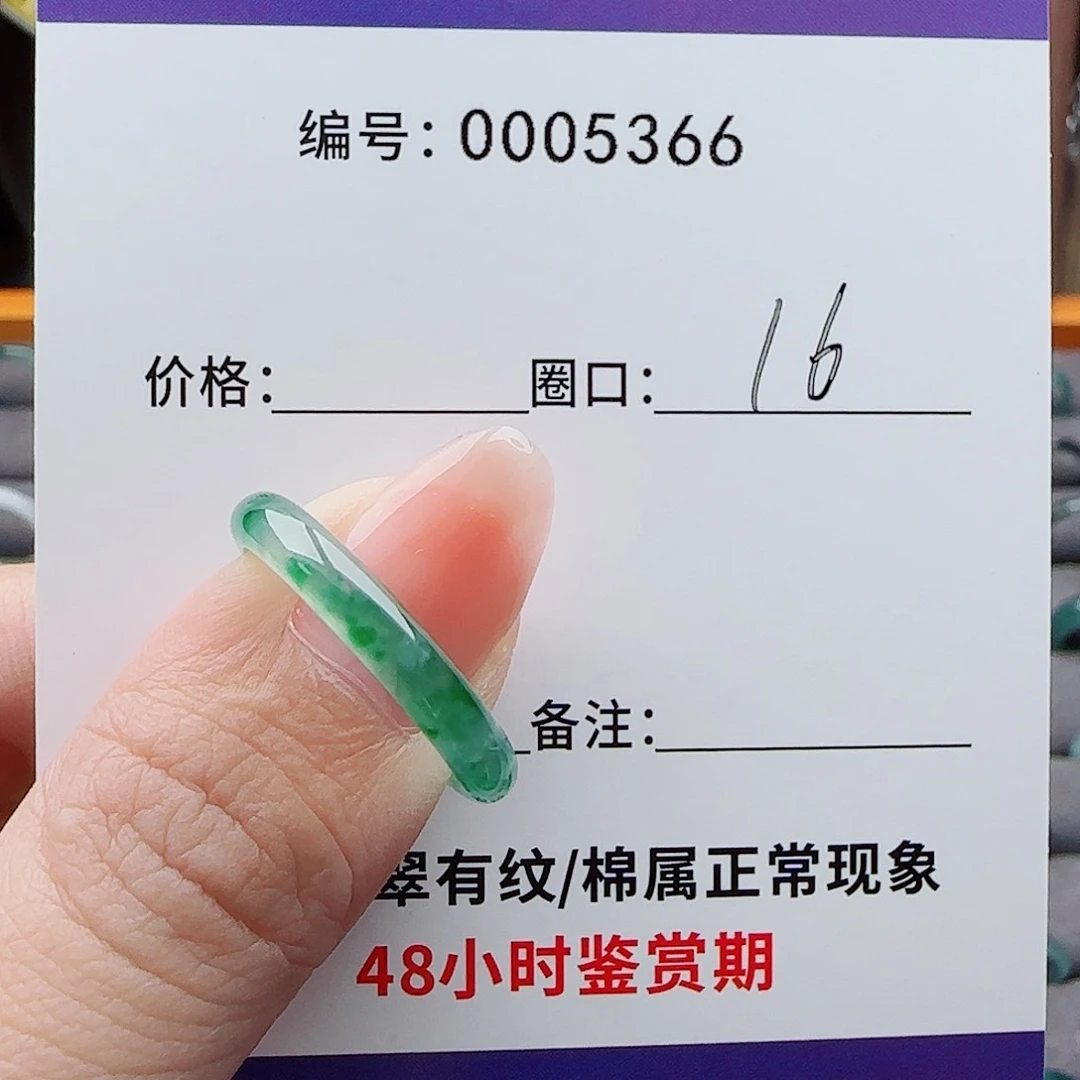 编号：0005366
价格： 圈口：16
备注：
翠有纹/棉属正常现象
48小时鉴赏期